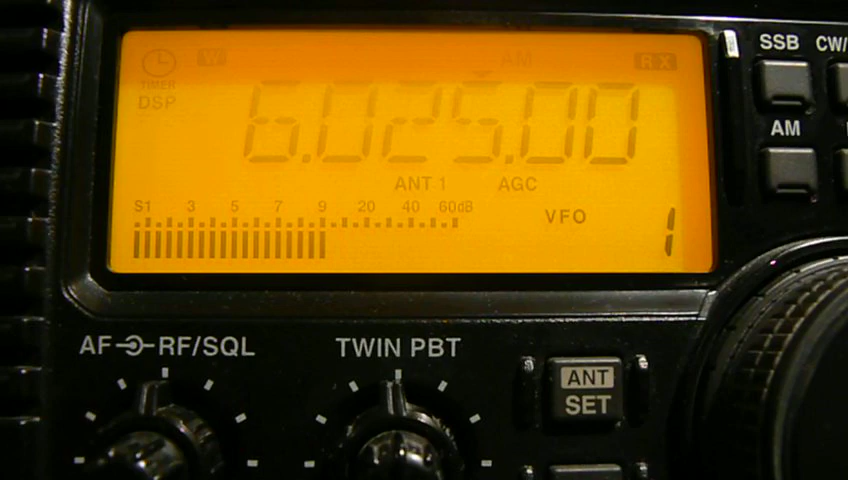 W AM RX
TIMER
DSP
6.025.00
ANT 1 AGC
S1 3 5 7 9 20 40 60dB
VFO 1
SSB CW/
AM
AF RF/SQL TWIN PBT
ANT
SET